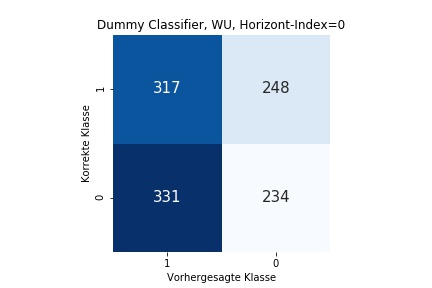 Dummy Classifier, WU, Horizont-Index=0
Korrekte Klasse
1
317
248
0
331
234
1
0
Vorhergesagte Klasse